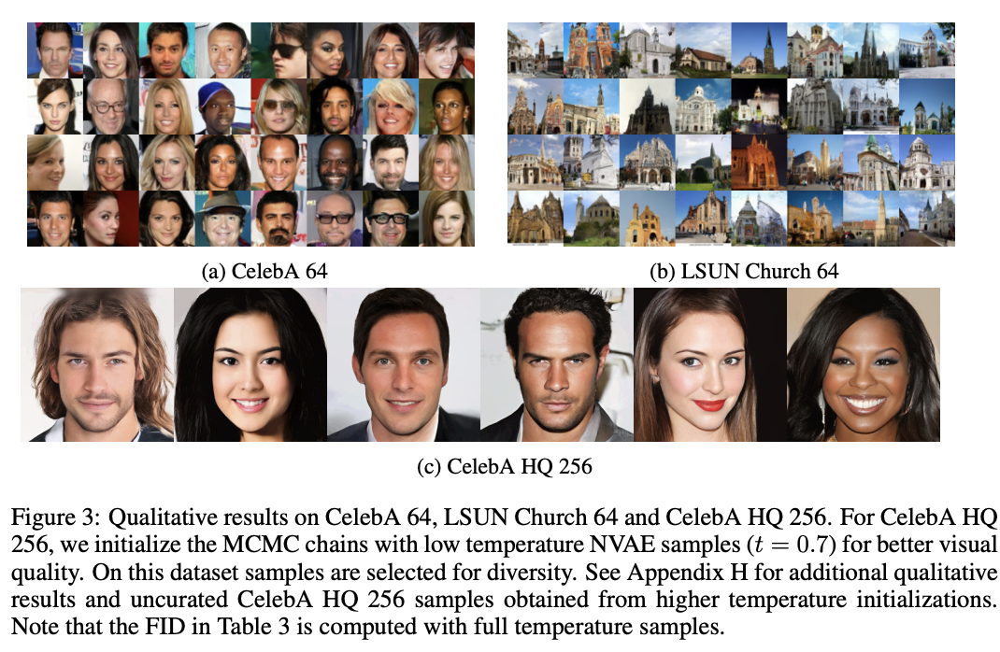 (a) CelebA 64
(b) LSUN Church 64
(c) CelebA HQ 256
Figure 3: Qualitative results on CelebA 64, LSUN Church 64 and CelebA HQ 256. For CelebA HQ
256, we initialize the MCMC chains with low temperature NVAE samples (t = 0.7) for better visual
quality. On this dataset samples are selected for diversity. See Appendix H for additional qualitative
results and uncurated CelebA HQ 256 samples obtained from higher temperature initializations.
Note that the FID in Table 3 is computed with full temperature samples.